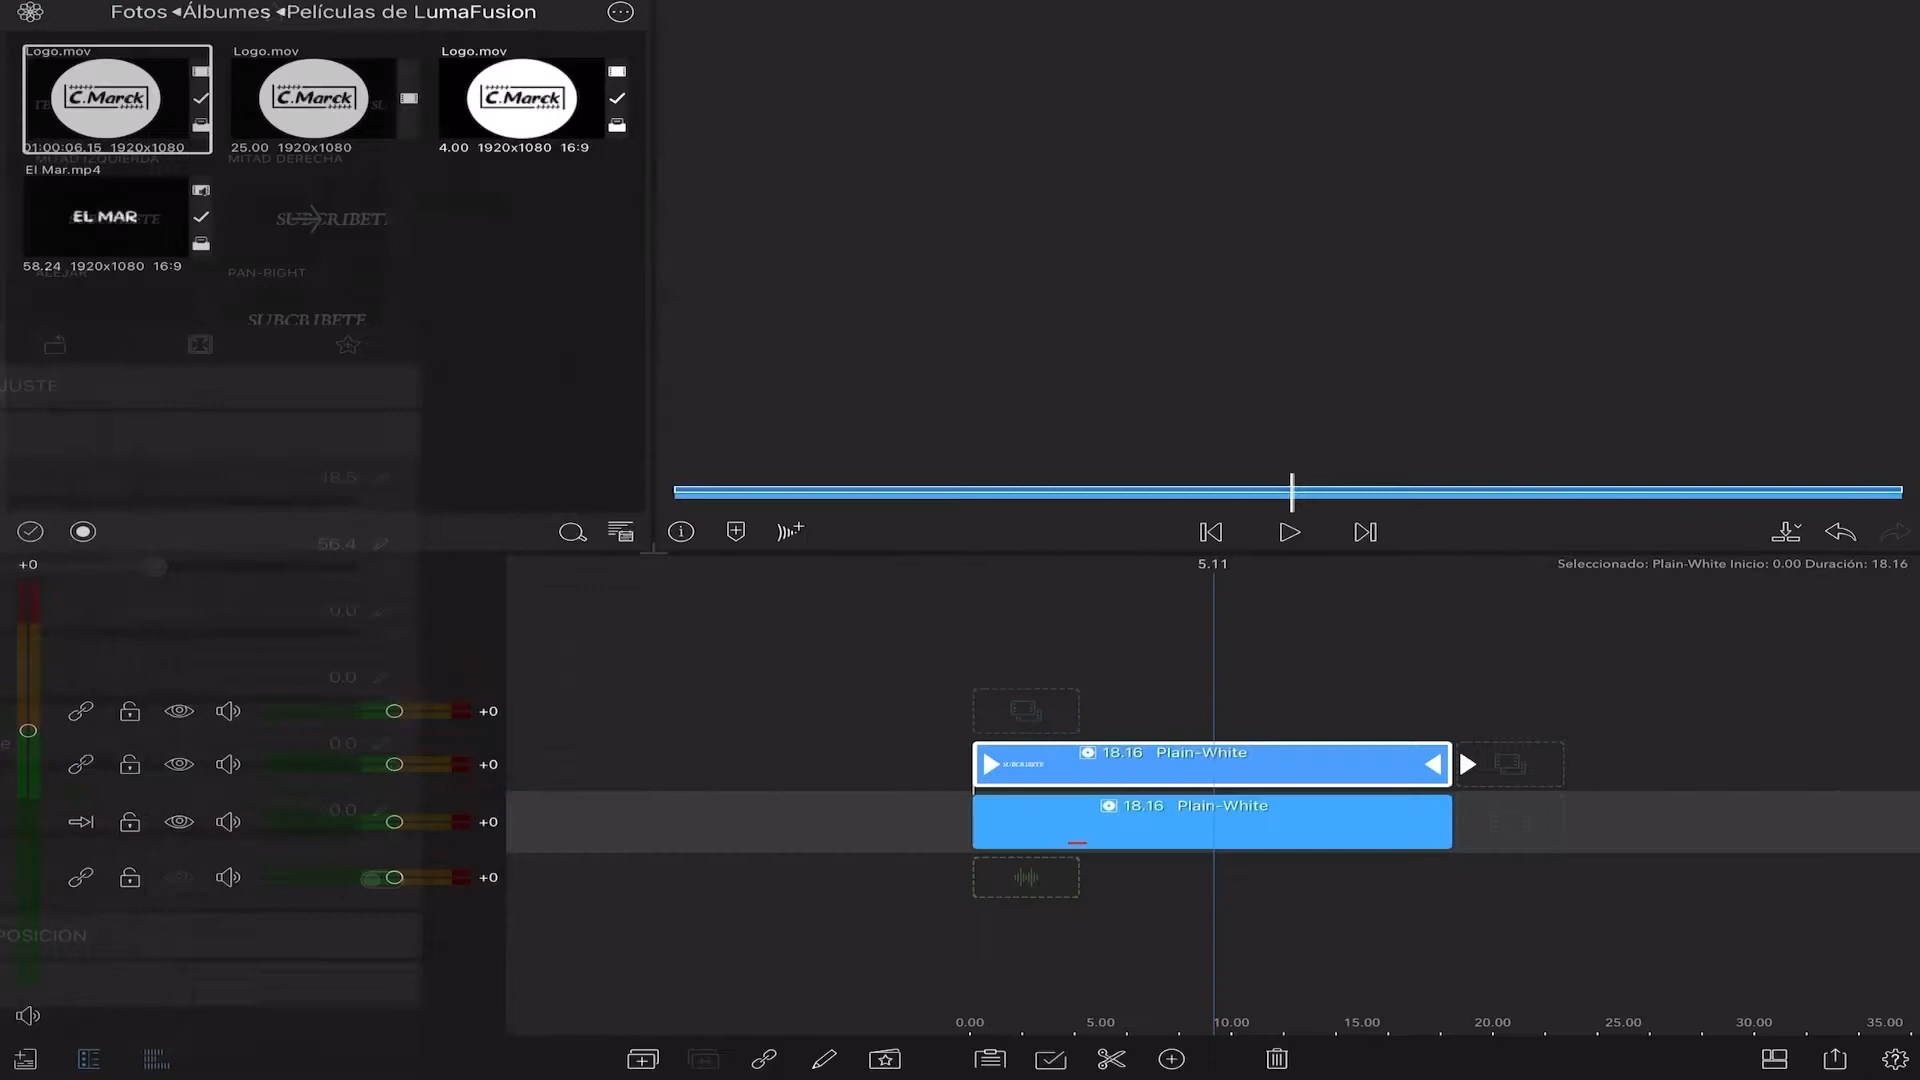 Fotos ◂Álbumes ◂Películas de LumaFusion
Logo.mov
Logo.mov
Logo.mov
C.Marck
C.Marck
C.Marck
01:00:06.15 1920x1080
25.00 1920x1080
4.00 1920x1080 16:9
MITAD IZQUIERDA
MITAD DERECHA
El Mar.mp4
EL MAR
SUBCRIBETE
58.24 1920x1080 16:9
ALEJAR
PAN-RIGHT
SUBCRIBETE
JUSTE
18.5
56.4
+0
5.11
Seleccionado: Plain-White Inicio: 0.00 Duración: 18.16
0.0
0.0
+0
0.0
+0
SUBCRIBETE
18.16 Plain-White
0.0
+0
18.16 Plain-White
+0
POSICION
0.00
5.00
10.00
15.00
20.00
25.00
30.00
35.00